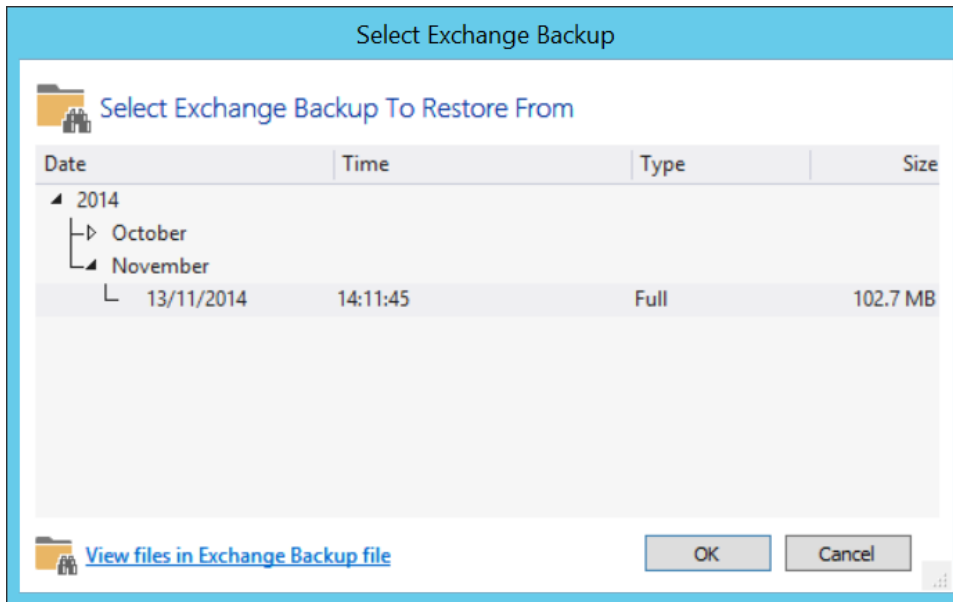 Select Exchange Backup
Select Exchange Backup To Restore From
Date Time Type Size
2014
October
November
13/11/2014 14:11:45 Full 102.7 MB
View files in Exchange Backup file OK Cancel